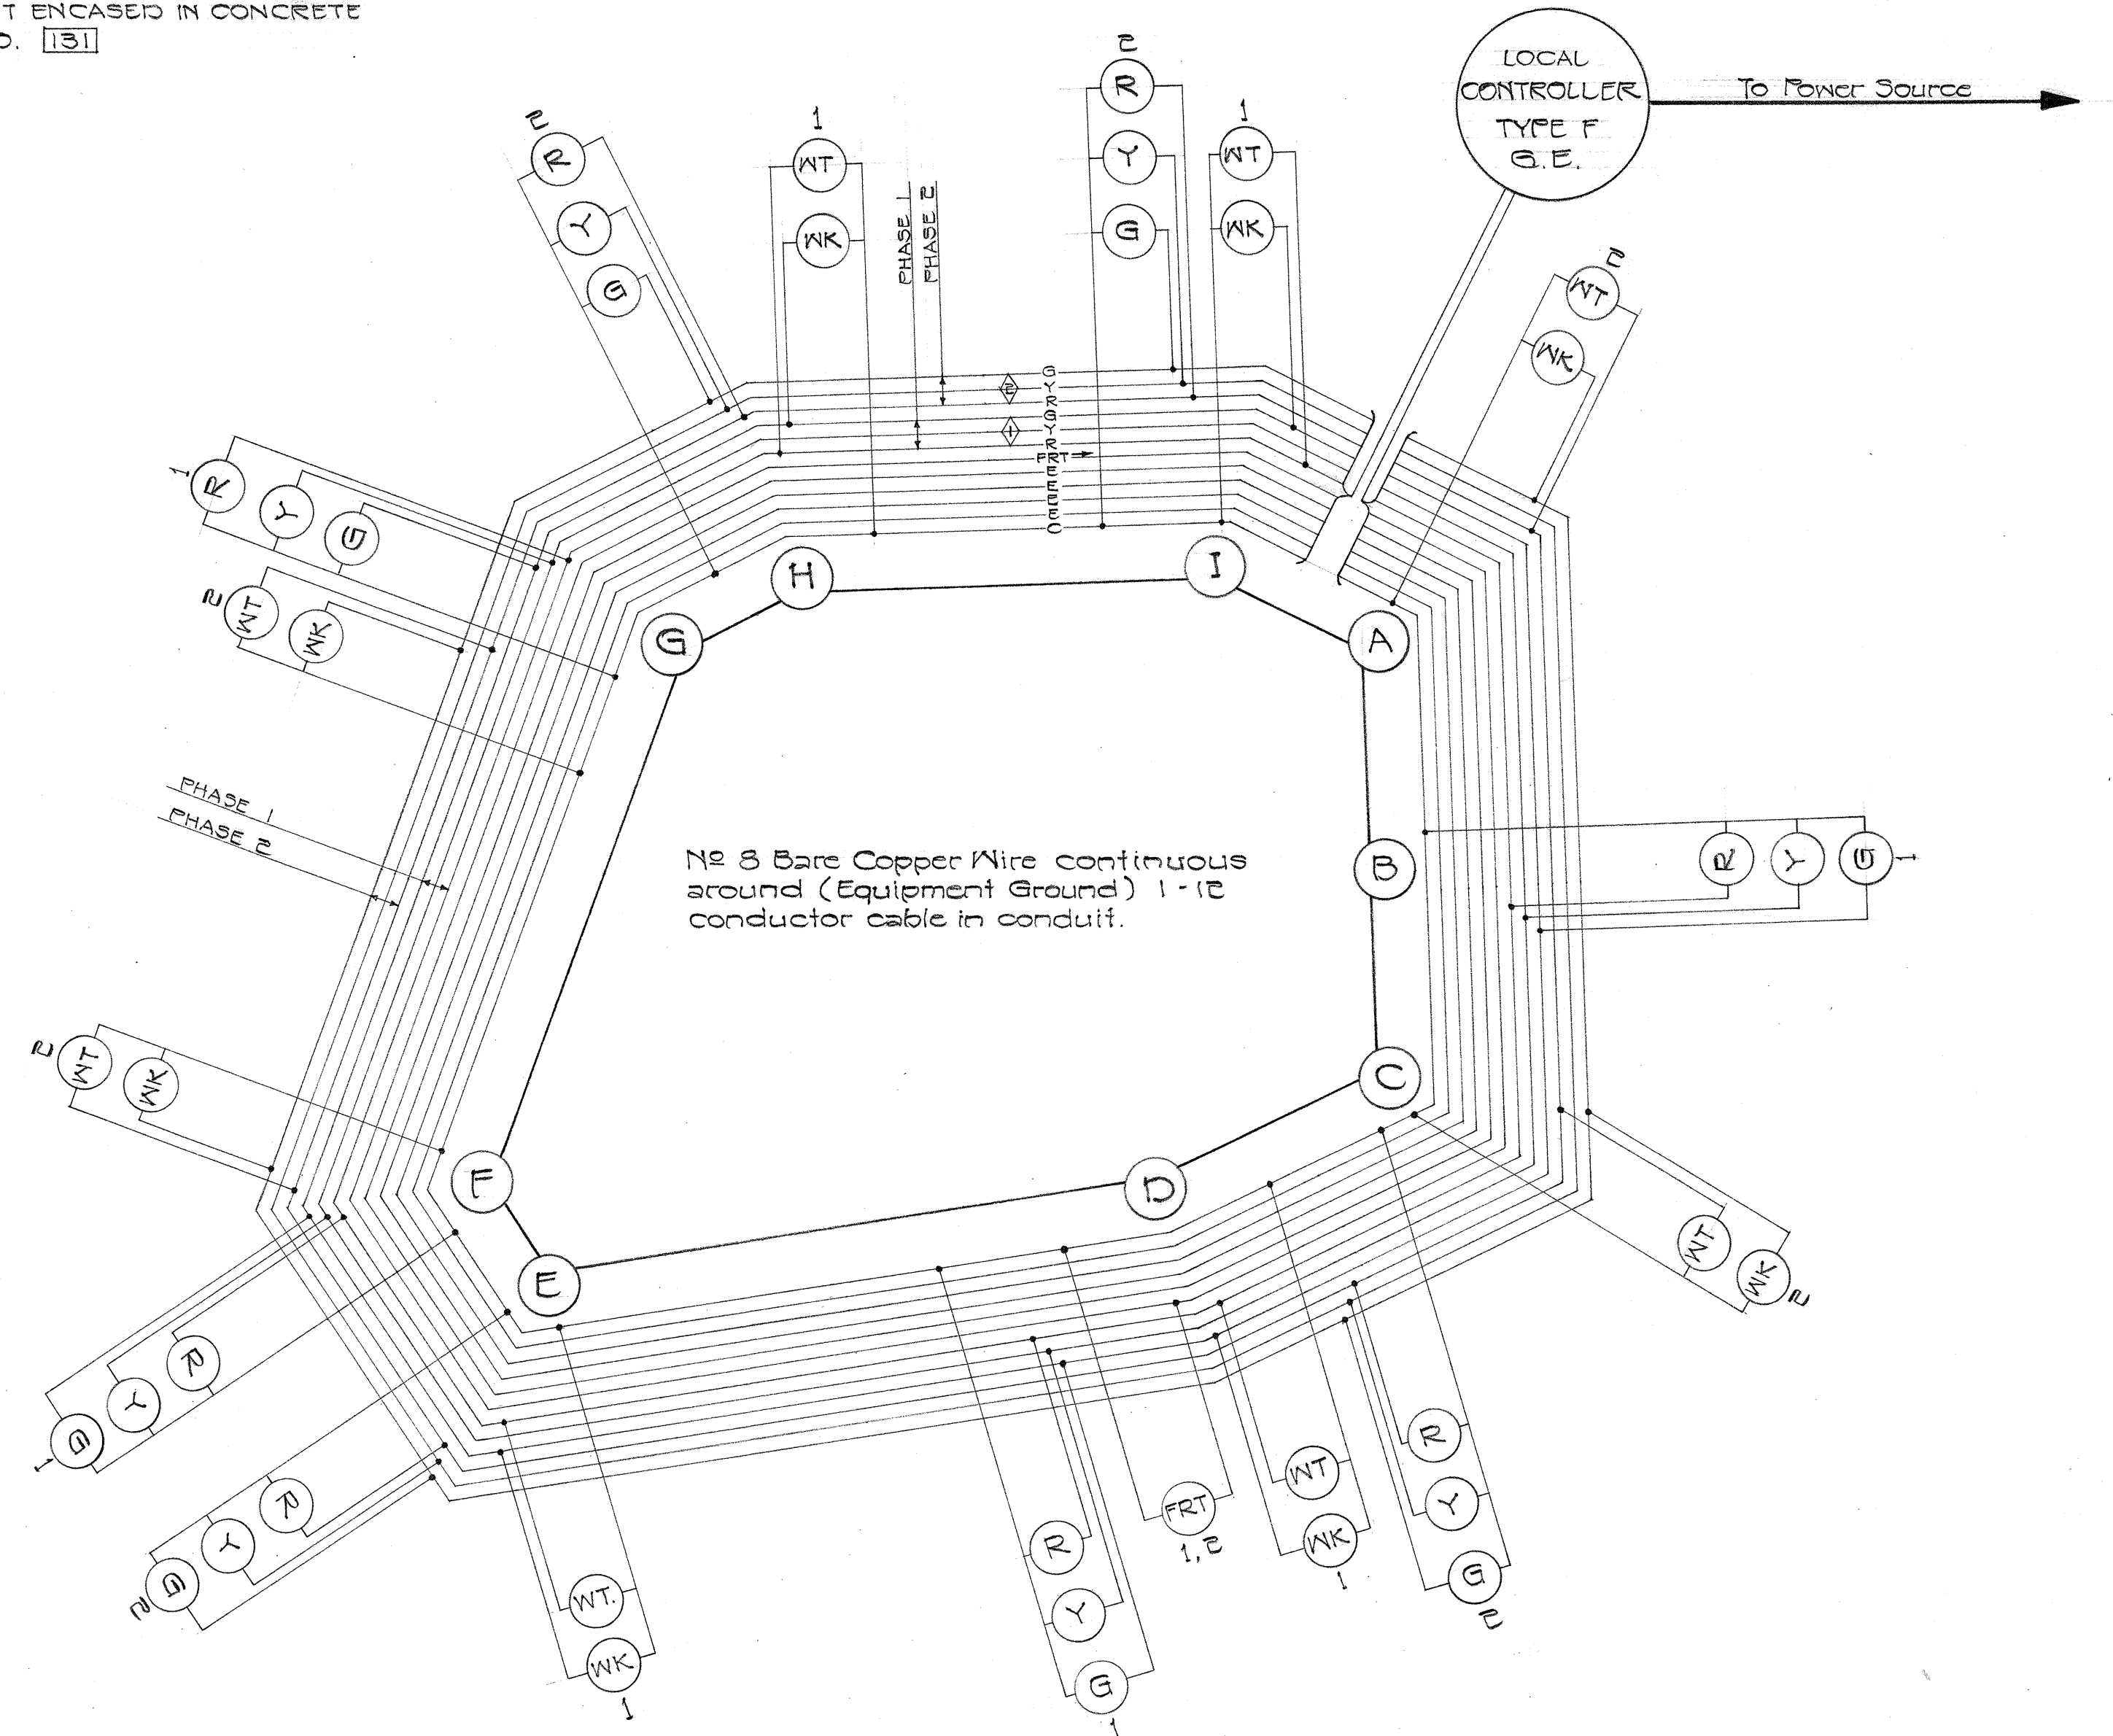 T ENCASED IN CONCRETE
O. 131
LOCAL
CONTROLLER
TYPE F
G.E.
To Power Source
2
R
Y
G
1
WT
WK
PHASE 1
PHASE 2
2
R
Y
G
1
WT
WK
2
WT
WK
G
Y
R
G
Y
R
FRT
E
E
E
E
C
2
1
1
R
Y
G
2
WT
WK
H
I
G
A
B
C
D
E
F
PHASE 1
PHASE 2
Nº 8 Bare Copper Wire continuous
around (Equipment Ground) 1-12
conductor cable in conduit.
R
Y
G
1
2
WT
WK
WT
WK
2
R
Y
G
1
R
Y
G
2
WT.
WK
1
R
Y
G
1
FRT
1,2
WT
WK
1
R
Y
G
2